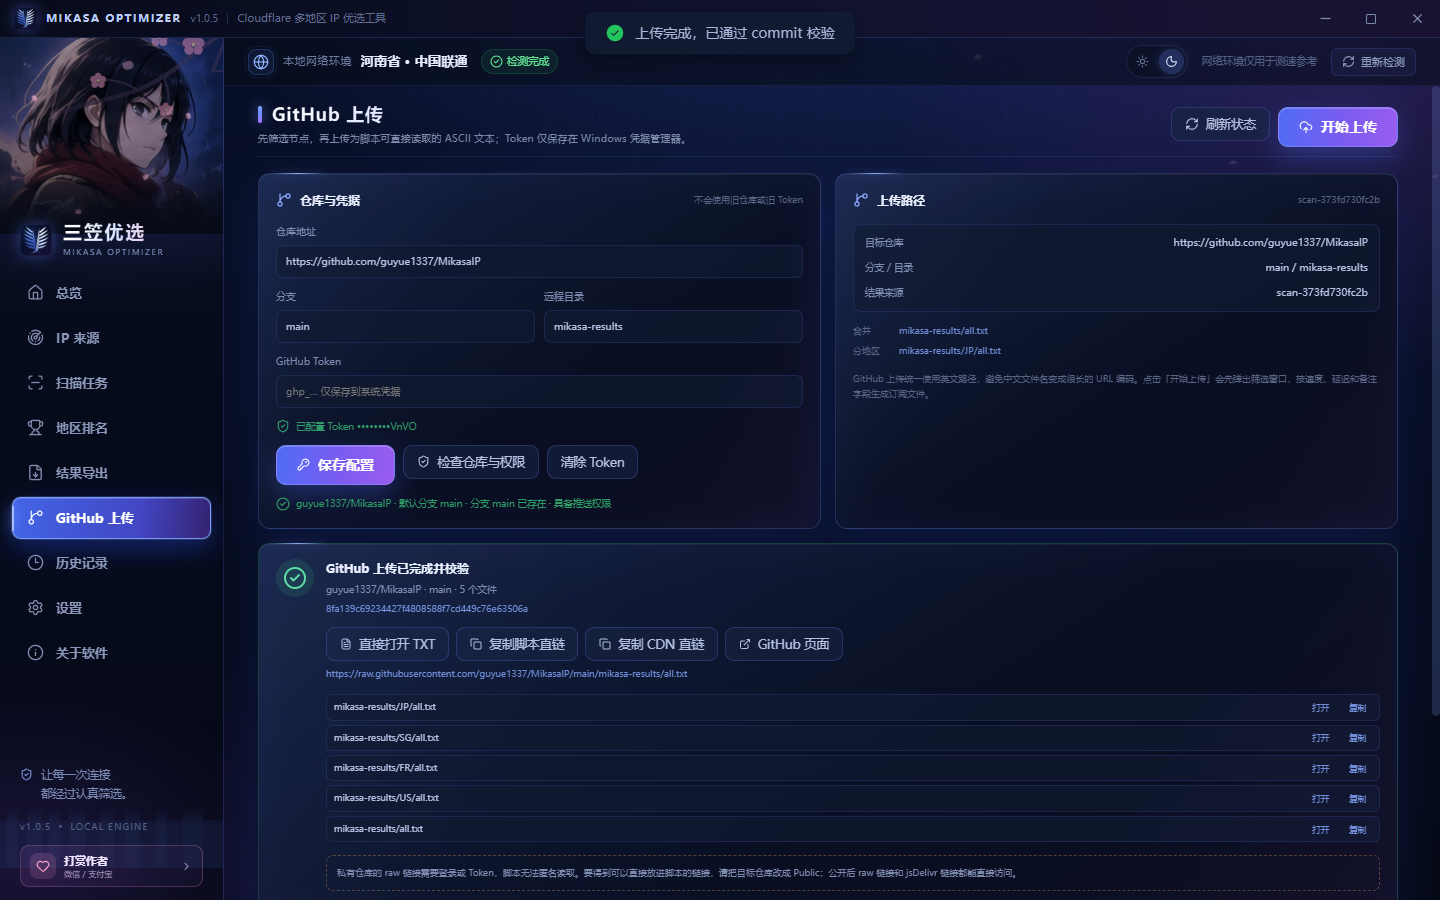 MIKASA OPTIMIZER v1.0.5 Cloudflare 多地区 IP 优选工具
上传完成，已通过 commit 校验
本地网络环境 河南省 • 中国联通 检测完成
网络环境仅用于测速参考 重新检测
三笠优选
MIKASA OPTIMIZER
总览
IP 来源
扫描任务
地区排名
结果导出
GitHub 上传
历史记录
设置
关于软件
让每一次连接
都经过认真筛选。
v1.0.5 • LOCAL ENGINE
打赏作者
微信 / 支付宝
GitHub 上传
先筛选节点，再上传为脚本可直接读取的 ASCII 文本；Token 仅保存在 Windows 凭据管理器。
刷新状态 开始上传
仓库与凭据 不会使用旧仓库或旧 Token
仓库地址
https://github.com/guyue1337/MikasaIP
分支 远程目录
main mikasa-results
GitHub Token
ghp_... 仅保存到系统凭据
已配置 Token ••••••••VnVO
保存配置 检查仓库与权限 清除 Token
guyue1337/MikasaIP · 默认分支 main · 分支 main 已存在 · 具备推送权限
上传路径 scan-373fd730fc2b
目标仓库 https://github.com/guyue1337/MikasaIP
分支 / 目录 main / mikasa-results
结果来源 scan-373fd730fc2b
合并 mikasa-results/all.txt
分地区 mikasa-results/JP/all.txt
GitHub 上传统一使用英文路径，避免中文文件名变成很长的 URL 编码。点击「开始上传」会先弹出筛选窗口，按速度、延迟和备注
字段生成订阅文件。
GitHub 上传已完成并校验
guyue1337/MikasaIP · main · 5 个文件
8fa139c69234427f4808588f7cd449c76e63506a
直接打开 TXT 复制脚本直链 复制 CDN 直链 GitHub 页面
https://raw.githubusercontent.com/guyue1337/MikasaIP/main/mikasa-results/all.txt
mikasa-results/JP/all.txt 打开 复制
mikasa-results/SG/all.txt 打开 复制
mikasa-results/FR/all.txt 打开 复制
mikasa-results/US/all.txt 打开 复制
mikasa-results/all.txt 打开 复制
私有仓库的 raw 链接需要登录或 Token，脚本无法匿名读取。要得到可以直接放进脚本的链接，请把目标仓库改成 Public；公开后 raw 链接和 jsDelivr 链接都能直接访问。